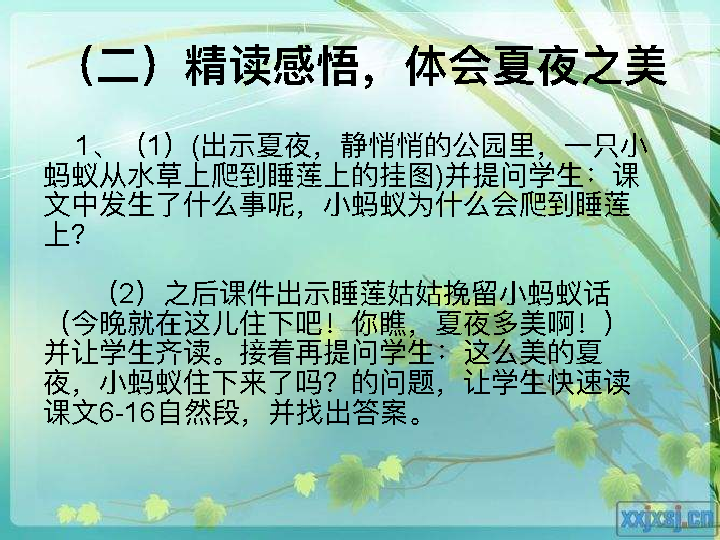 （二）精读感悟，体会夏夜之美
1、（1）(出示夏夜，静悄悄的公园里，一只小
蚂蚁从水草上爬到睡莲上的挂图)并提问学生：课
文中发生了什么事呢，小蚂蚁为什么会爬到睡莲
上？
（2）之后课件出示睡莲姑姑挽留小蚂蚁话
（今晚就在这儿住下吧！你瞧，夏夜多美啊！）
并让学生齐读。接着再提问学生：这么美的夏
夜，小蚂蚁住下来了吗？的问题，让学生快速读
课文6-16自然段，并找出答案。
xxjxsj.cn